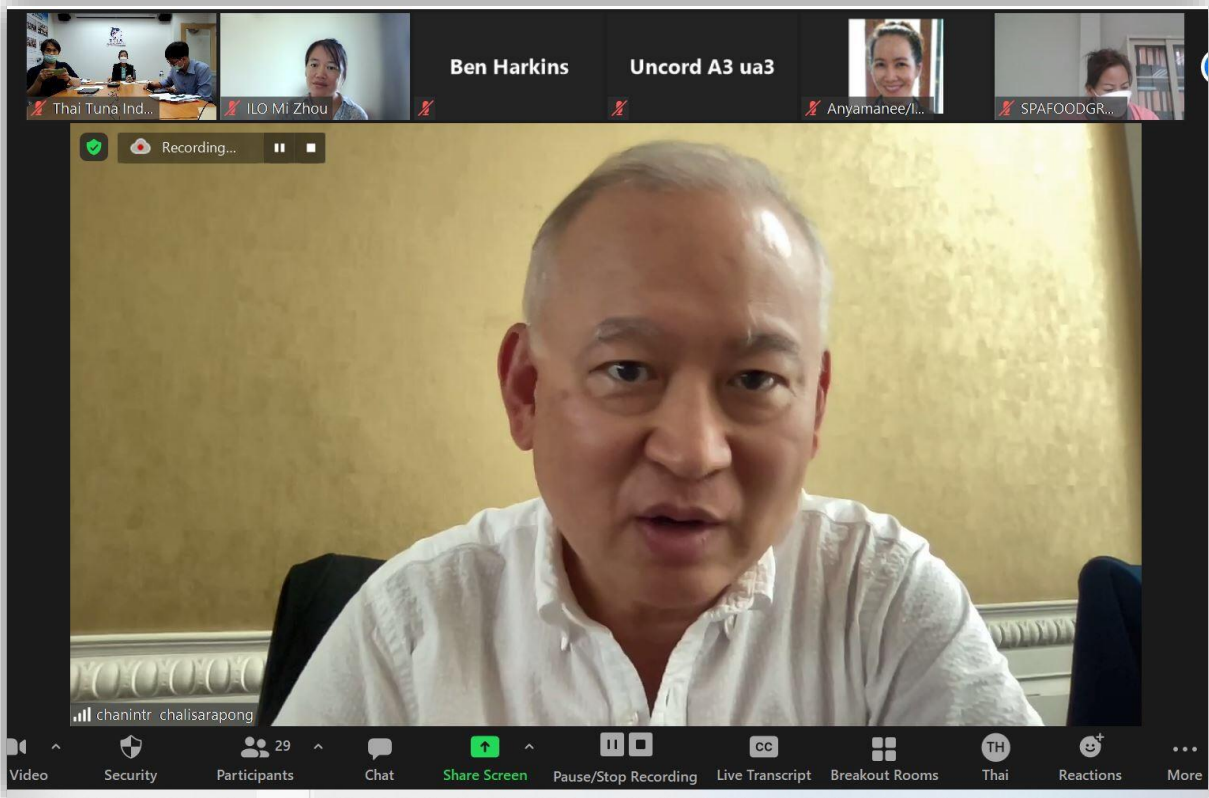 Thai Tuna Ind...
ILO Mi Zhou
Ben Harkins
Uncord A3 ua3
Anyamanee/I...
SPAFOODGR...
Recording...
chanintr chalisarapong
Video
Security
29
Participants
Chat
Share Screen
Pause/Stop Recording
CC
Live Transcript
Breakout Rooms
TH
Thai
Reactions
More